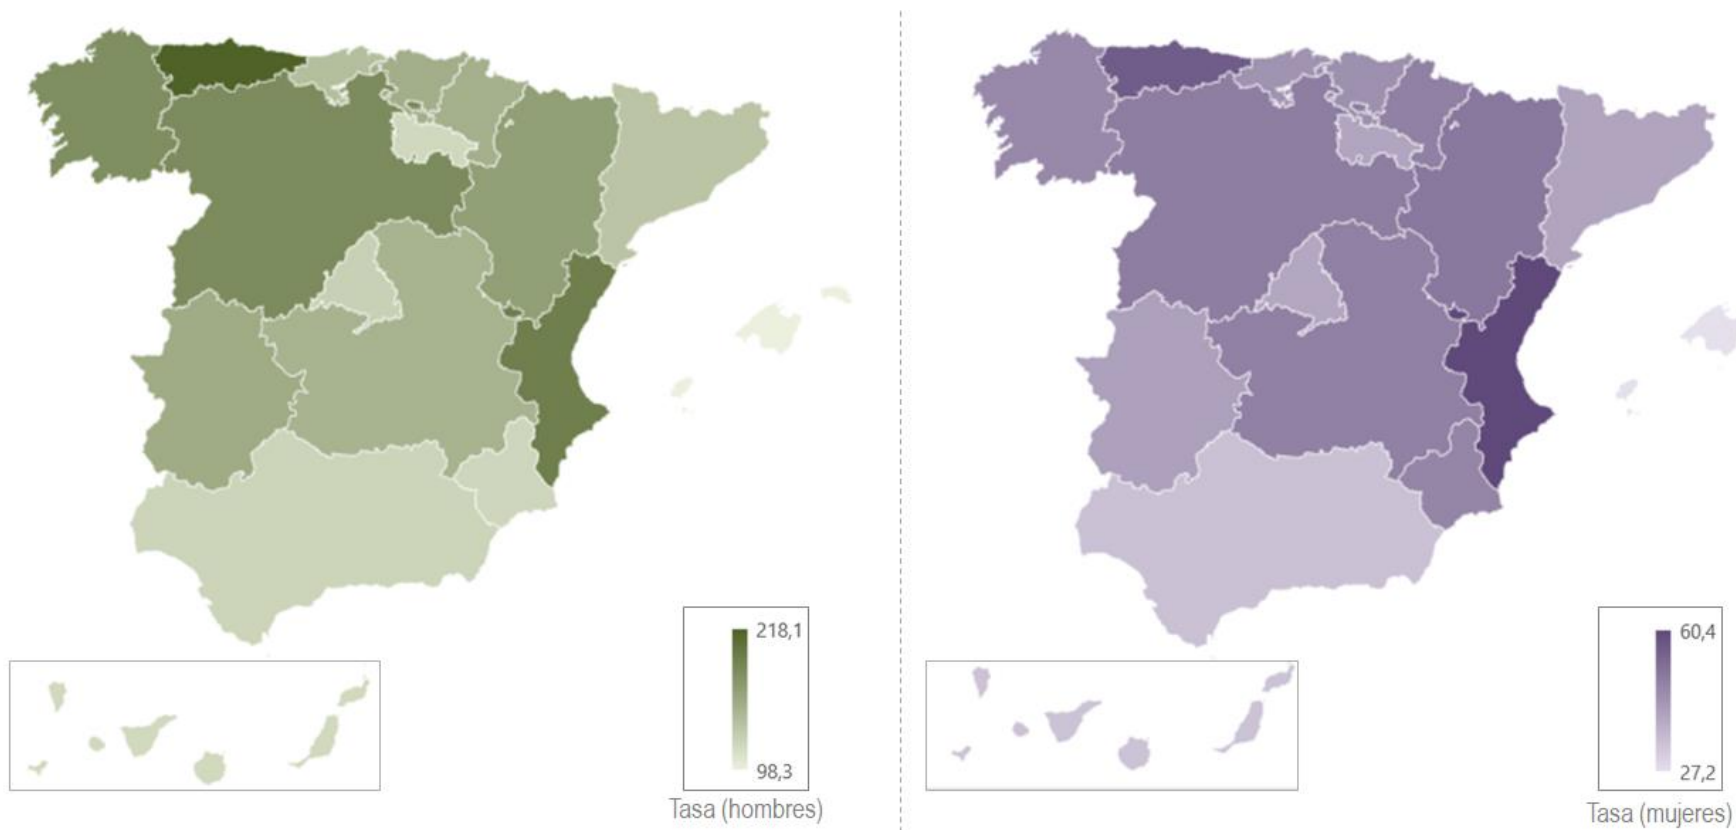 218,1
98,3
Tasa (hombres)
60,4
27,2
Tasa (mujeres)